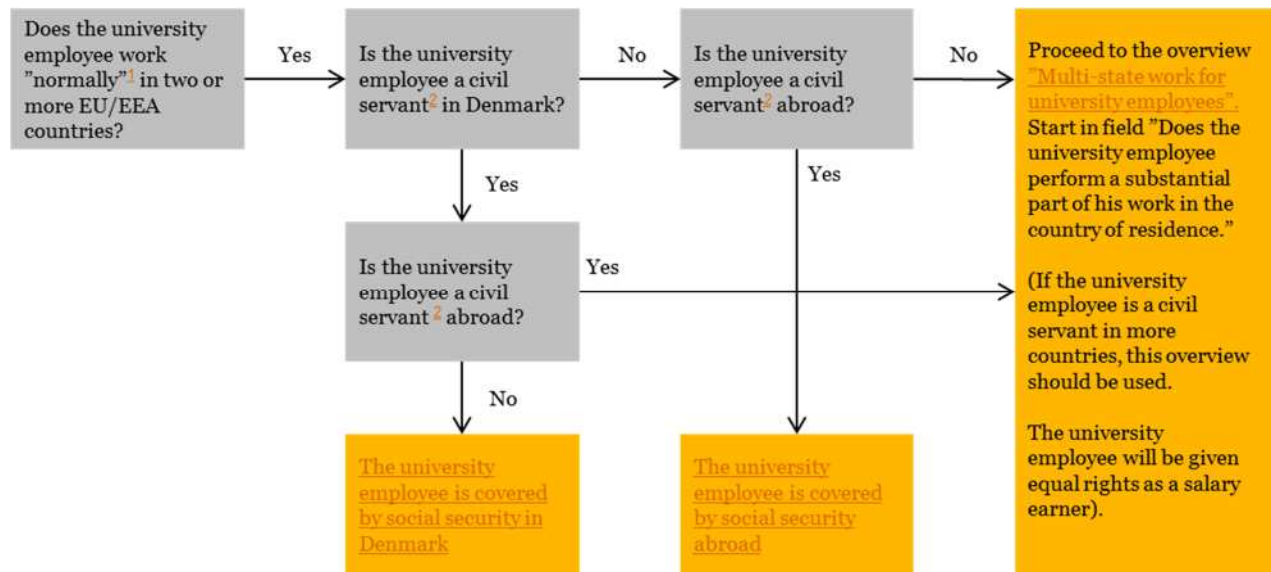 Does the university
employee work
”normally”1 in two or
more EU/EEA
countries?
Yes
Is the university
employee a civil
servant2 in Denmark?
No
Is the university
employee a civil
servant2 abroad?
No
Proceed to the overview
”Multi-state work for
university employees”.
Start in field ”Does the
university employee
perform a substantial
part of his work in the
country of residence.”
(If the university
employee is a civil
servant in more
countries, this overview
should be used.
The university
employee will be given
equal rights as a salary
earner).
Yes
Yes
Is the university
employee a civil
servant 2 abroad?
Yes
No
The university
employee is covered
by social security in
Denmark
The university
employee is covered
by social security
abroad